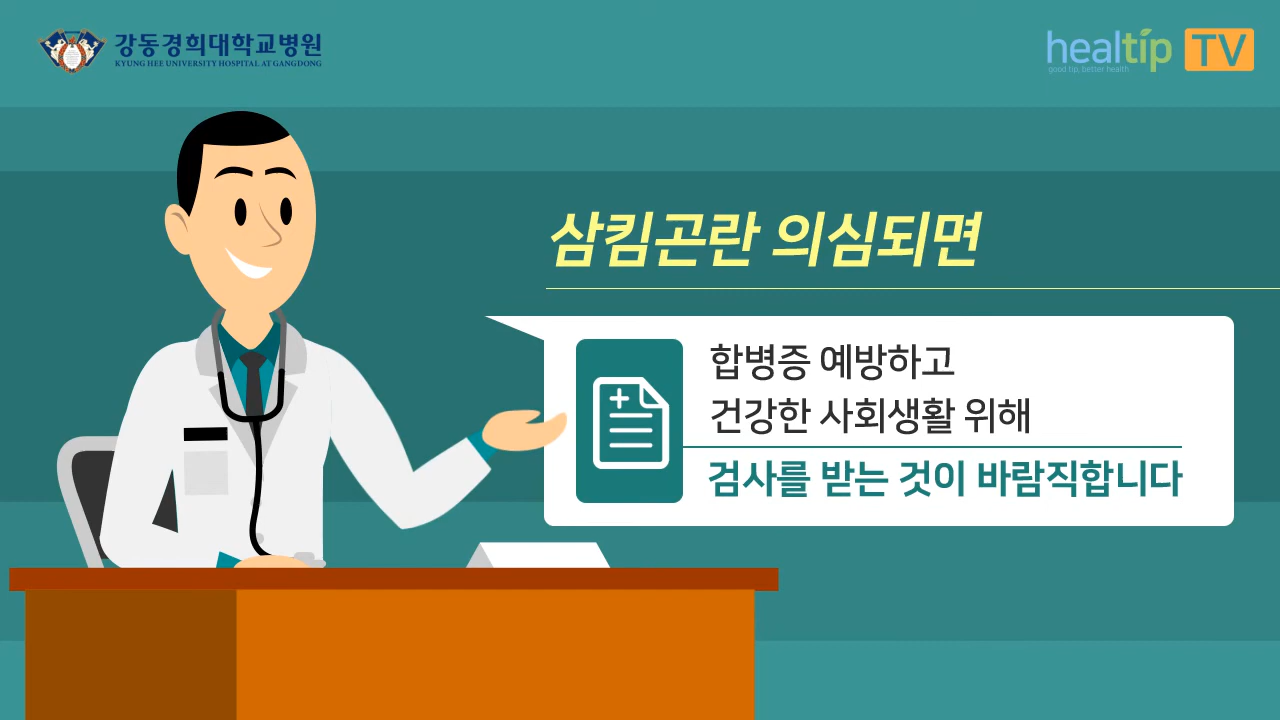 강동경희대학교병원
KYUNG HEE UNIVERSITY HOSPITAL AT GANGDONG
healtip TV
good tip, better health
삼킴곤란 의심되면
합병증 예방하고
건강한 사회생활 위해
검사를 받는 것이 바람직합니다